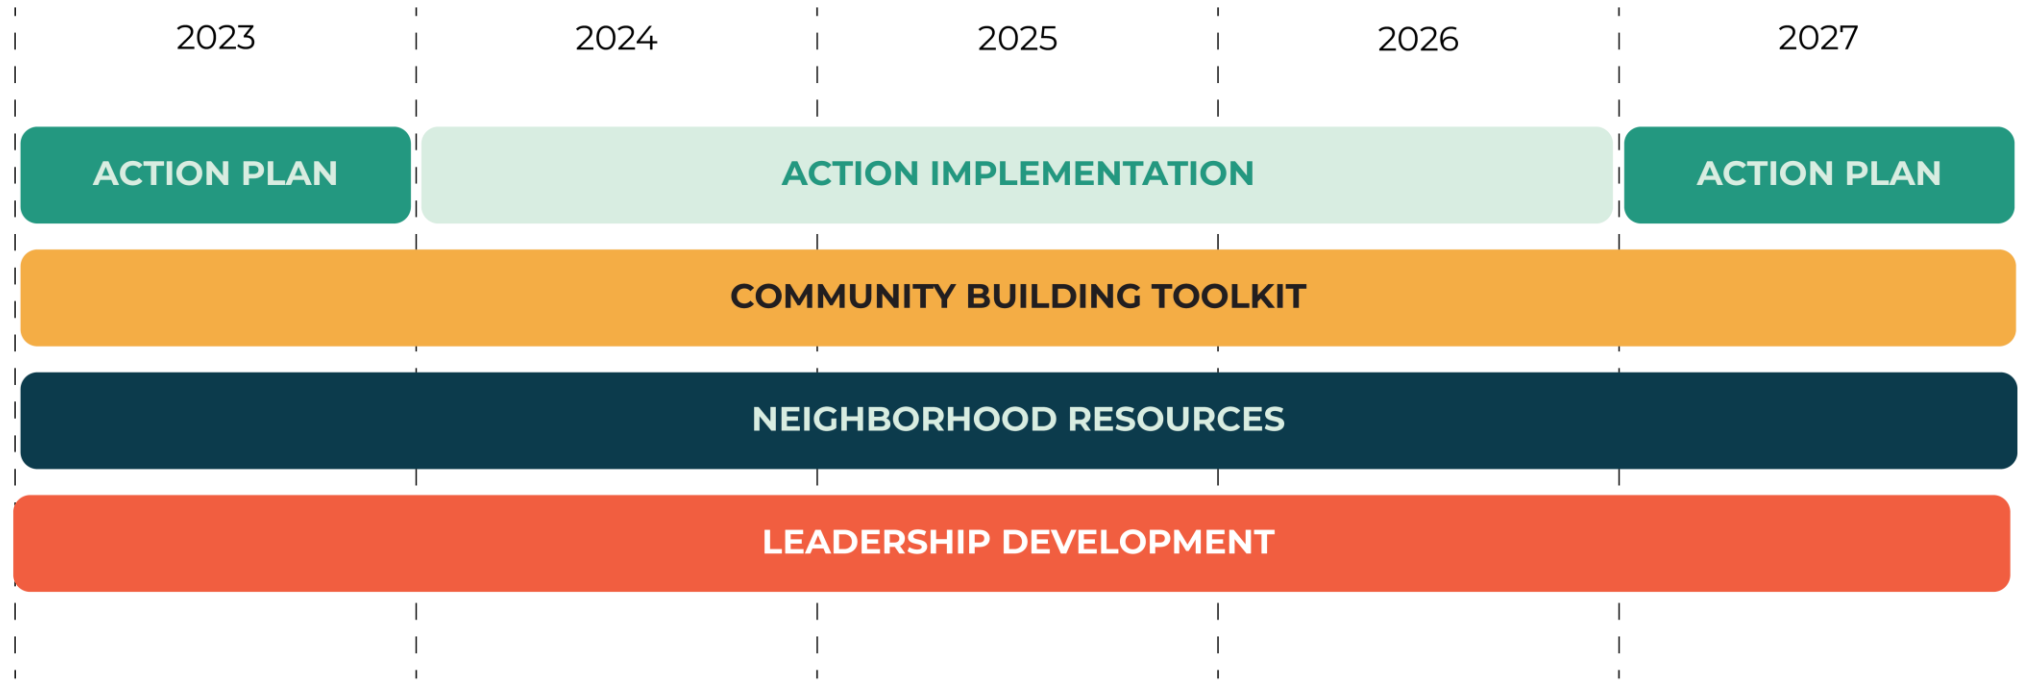 2023 2024 2025 2026 2027
ACTION PLAN ACTION IMPLEMENTATION ACTION PLAN
COMMUNITY BUILDING TOOLKIT
NEIGHBORHOOD RESOURCES
LEADERSHIP DEVELOPMENT